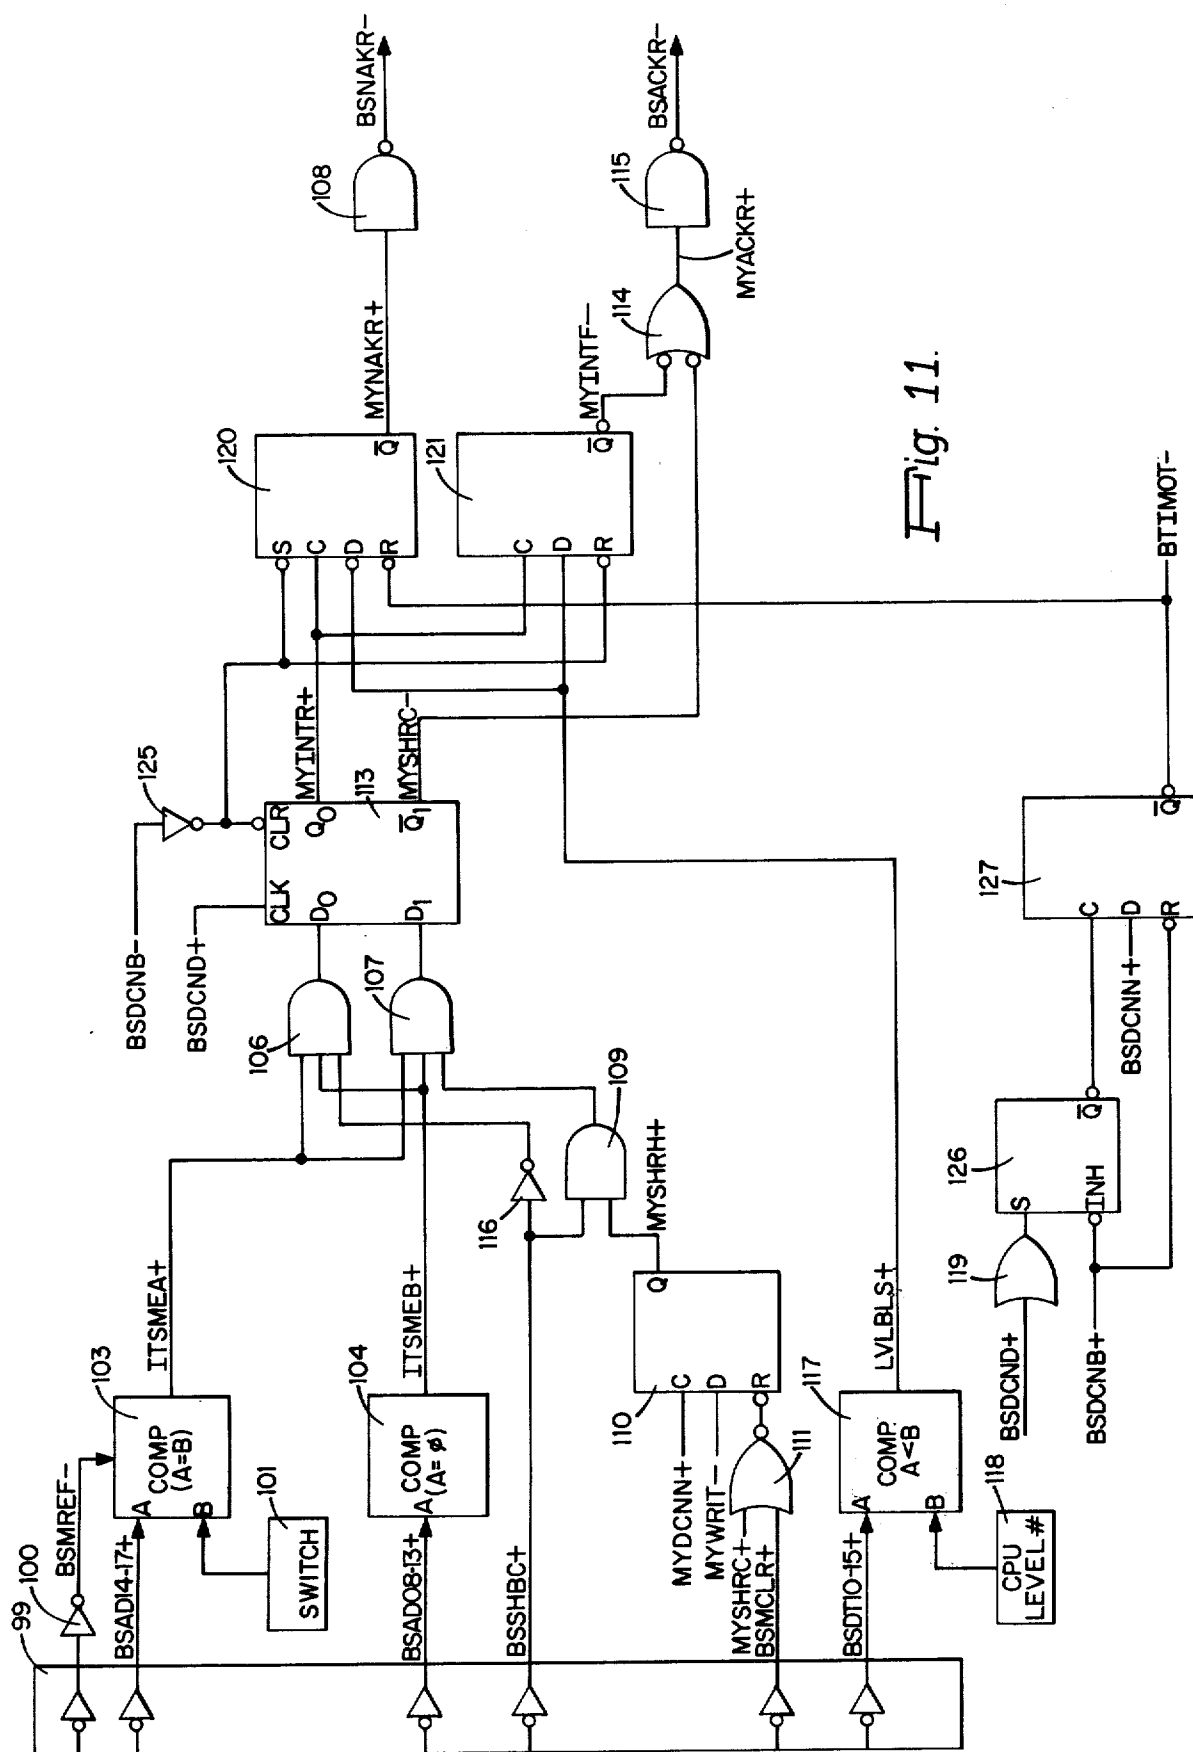 99
100
BSMREF-
BSAD14-17+
103
A
COMP
(A=B)
B
ITSMEA+
101
SWITCH
BSAD08-13+
104
A
COMP
(A=φ)
ITSMEB+
BSSHBC+
116
109
MYSHRH+
110
Q
C
D
R
MYDCNN+
MYWRIT-
MYSHRC+
BSMCLR+
111
BSDT10-15+
117
A
COMP.
A<B
B
LVLBLS+
118
CPU
LEVEL #
106
107
BSDCNB-
BSDCND+
125
CLK
CLR
D0
Q0
D1
Q̅1
113
MYINTR+
MYSHRC-
120
S
C
D
R
Q̅
MYNAKR+
108
BSNAKR-
121
C
D
R
Q̅
MYINTF-
114
MYACKR+
115
BSACKR-
BSDCND+
BSDCNB+
119
126
S
INH
Q̅
BSDCNN+
127
C
D
R
Q̅
BTIMOT-
Fig. 11.